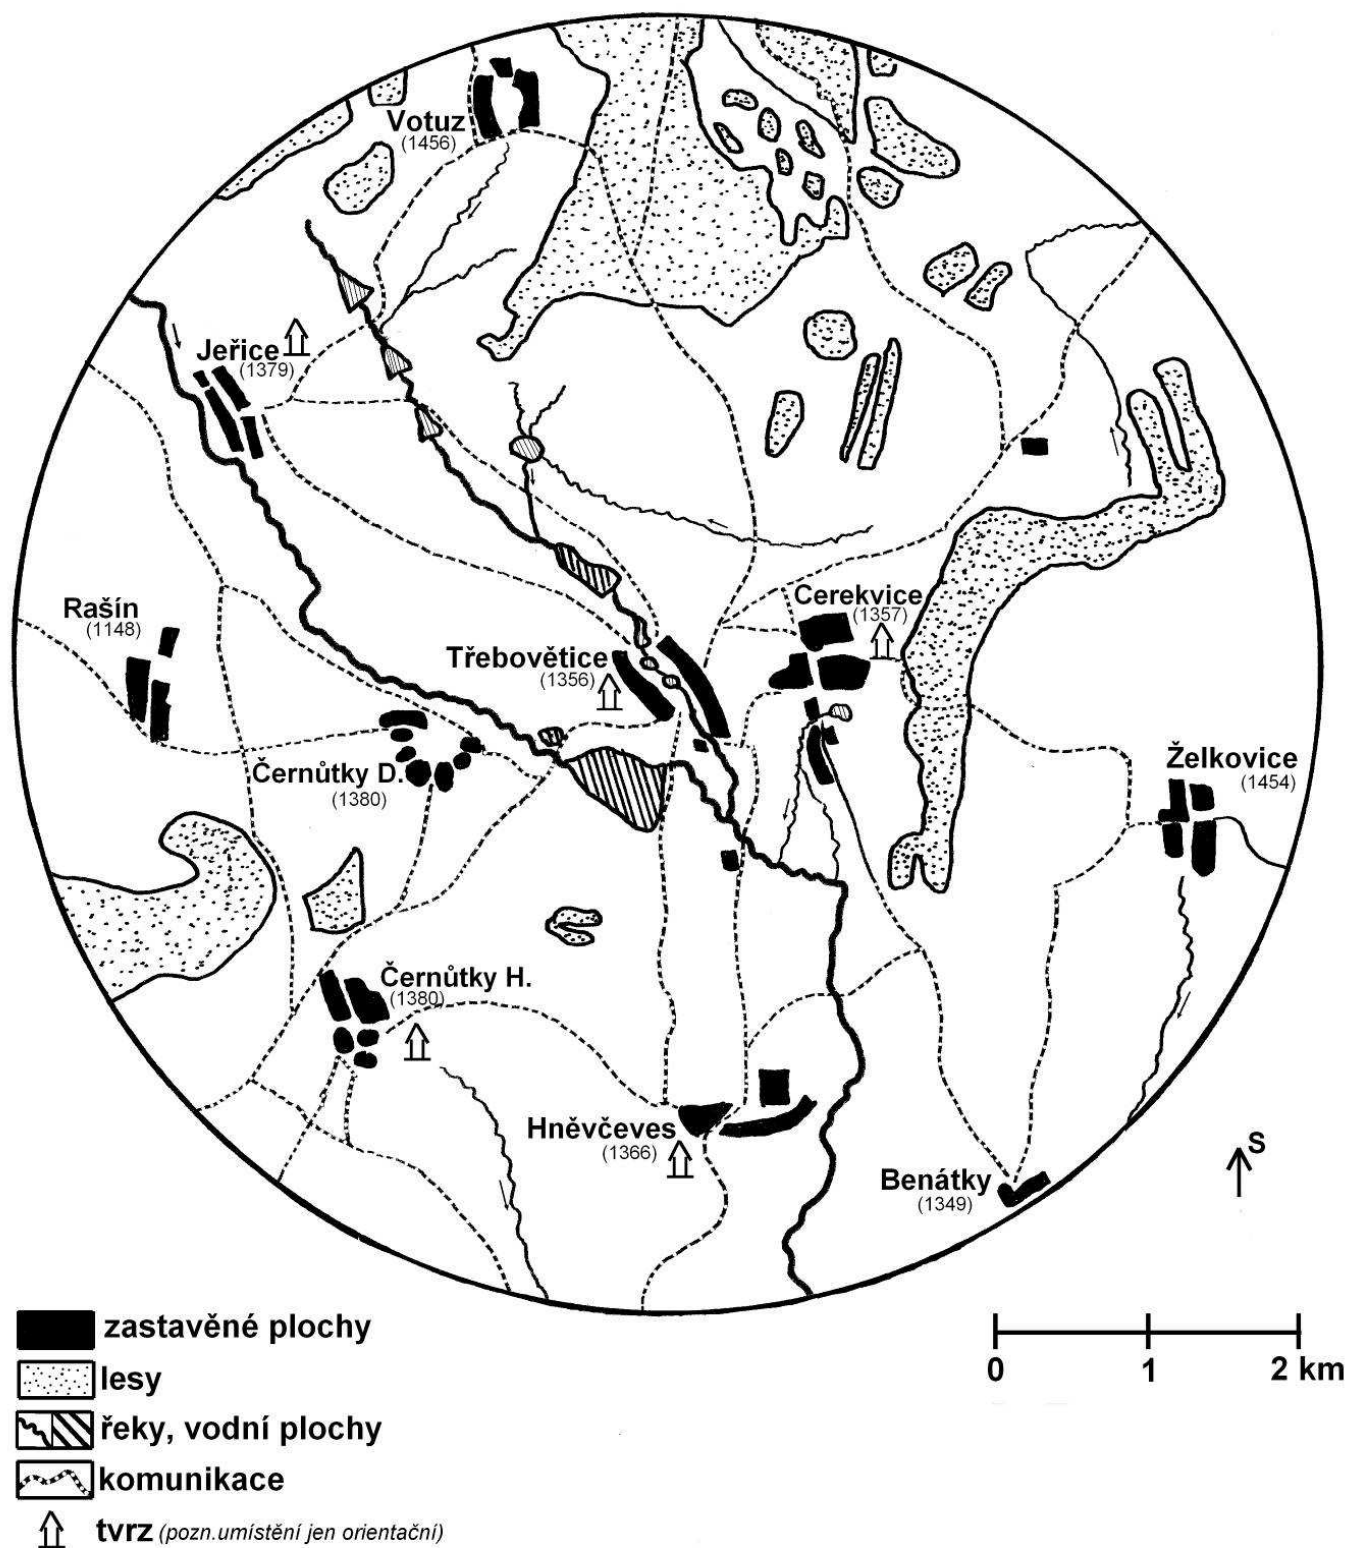 Votuz
(1456)
Jeřice
(1379)
Rašín
(1148)
Cerekvice
(1357)
Třebovětice
(1356)
Černůtky D.
(1380)
Želkovice
(1454)
Černůtky H.
(1380)
Hněvčeves
(1366)
Benátky
(1349)
S
zastavěné plochy
lesy
řeky, vodní plochy
komunikace
tvrz (pozn.umístění jen orientační)
0 1 2 km